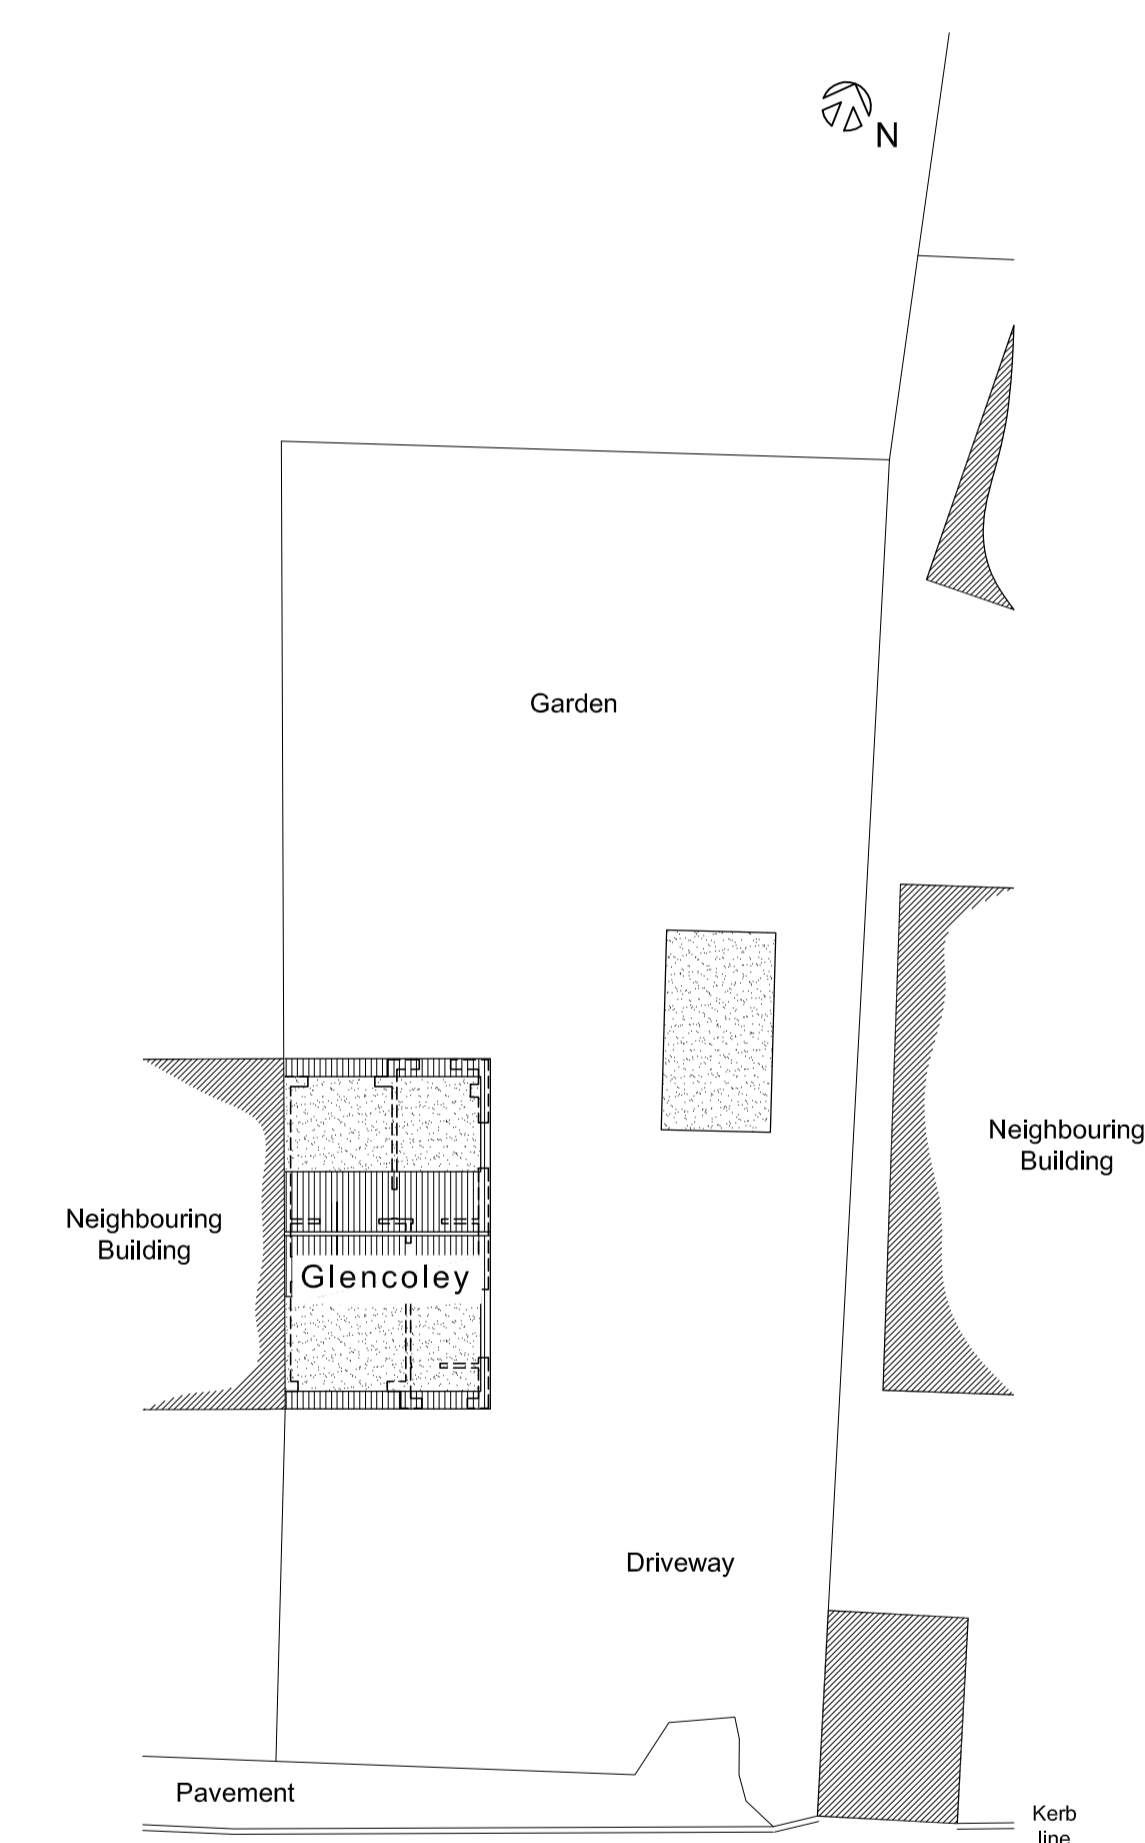 N
Garden
Neighbouring
Building
Neighbouring
Building
Glencoley
Driveway
Pavement
Kerb
line